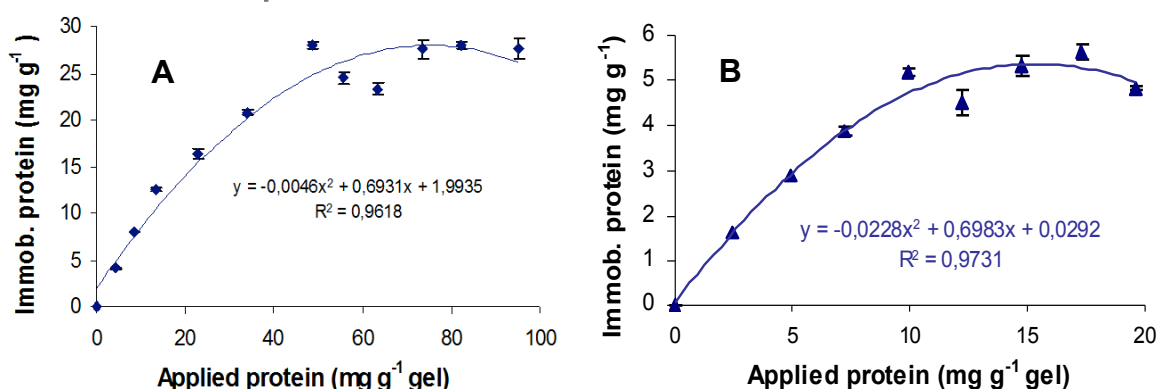 30
25
20
15
10
5
0
Immob. protein (mg g⁻¹ )
A
y = -0,0046x² + 0,6931x + 1,9935
R² = 0,9618
0 20 40 60 80 100
Applied protein (mg g⁻¹ gel)
6
5
4
3
2
1
0
Immob. protein (mg g⁻¹)
B
y = -0,0228x² + 0,6983x + 0,0292
R² = 0,9731
0 5 10 15 20
Applied protein (mg g⁻¹ gel)